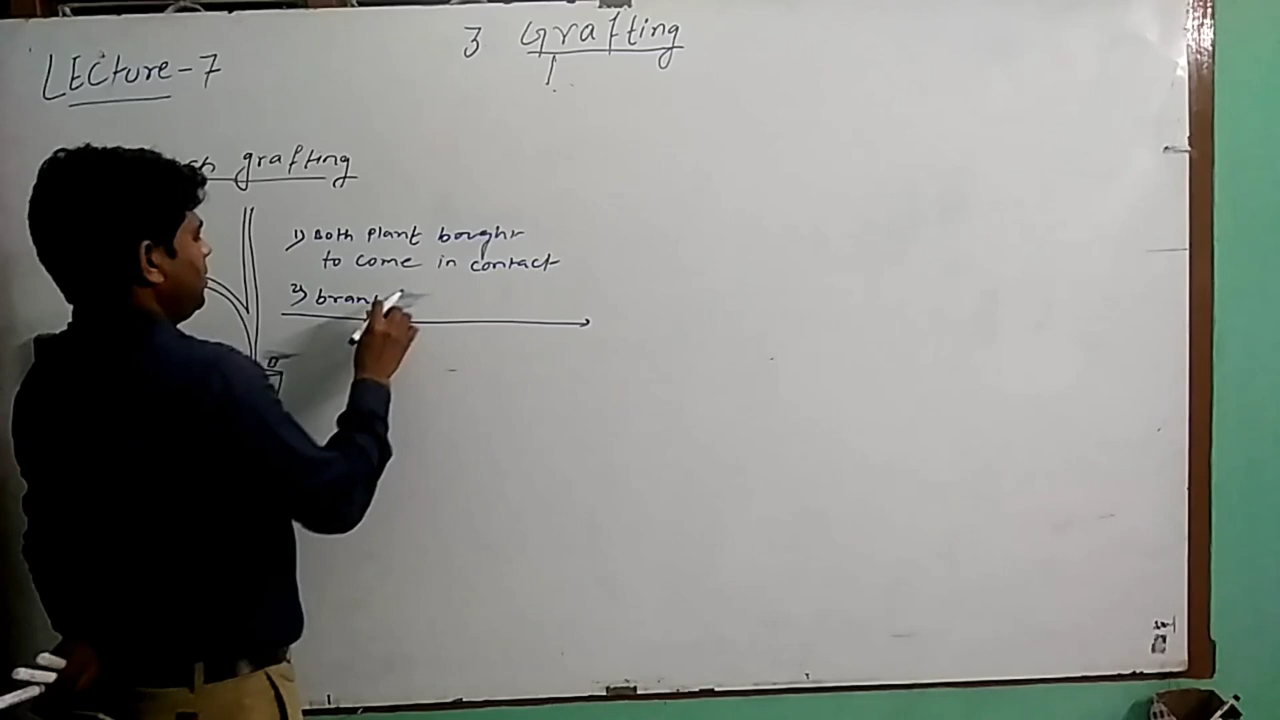 LECture-7
3 Grafting
grafting
1) Both plant bought
to come in contact
2) bran